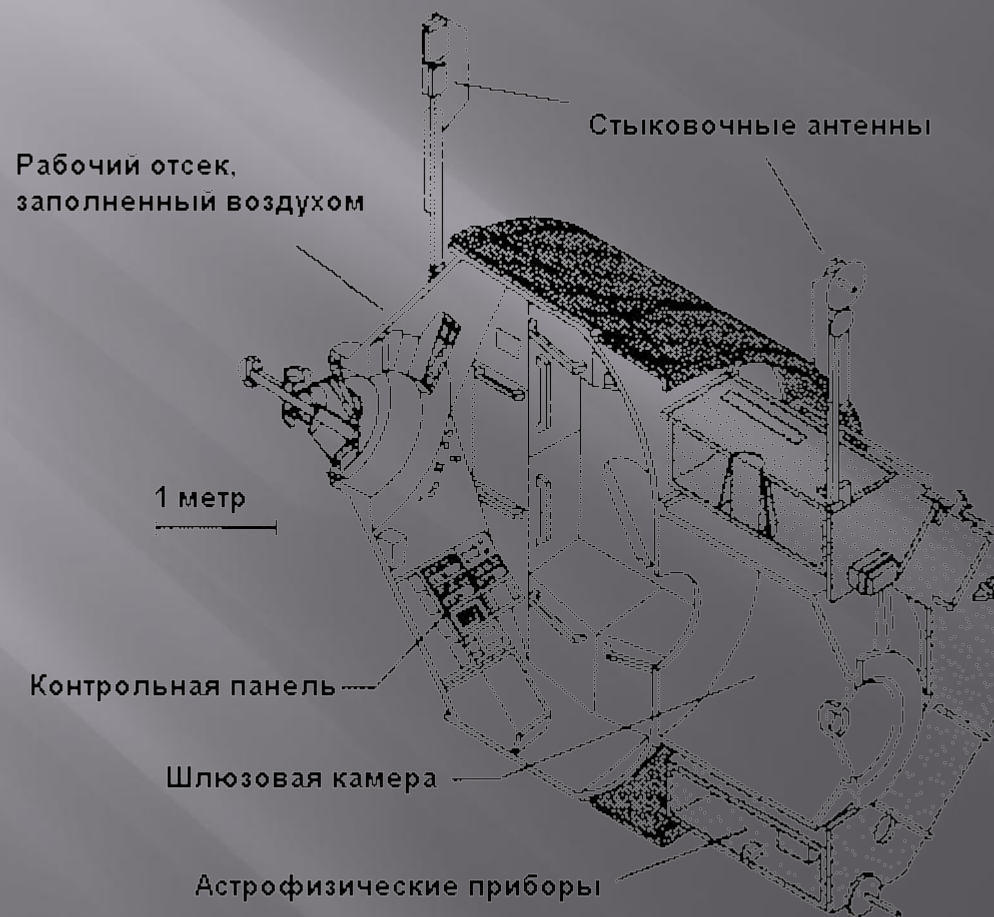 Стыковочные антенны
Рабочий отсек,
заполненный воздухом
1 метр
Контрольная панель
Шлюзовая камера
Астрофизические приборы